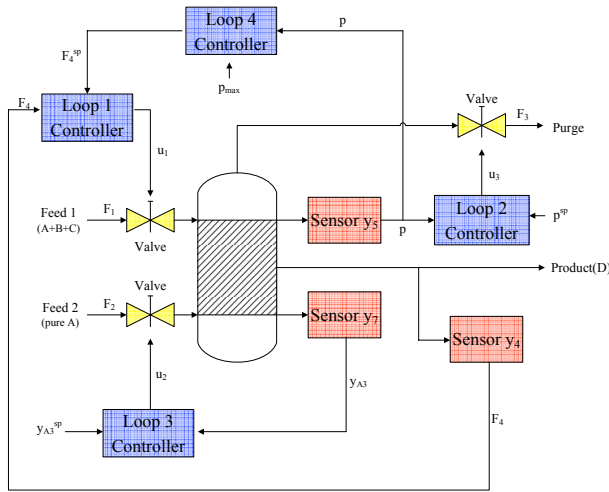 Loop 4
Controller
p
F₄ˢᵖ
pₘₐₓ
F₄
Loop 1
Controller
u₁
Valve
F₃
Purge
u₃
Feed 1
(A+B+C)
F₁
Valve
Sensor y₅
p
Loop 2
Controller
pˢᵖ
Product(D)
Feed 2
(pure A)
F₂
Valve
Sensor y₇
Sensor y₄
u₂
y_A3
F₄
y_A3ˢᵖ
Loop 3
Controller